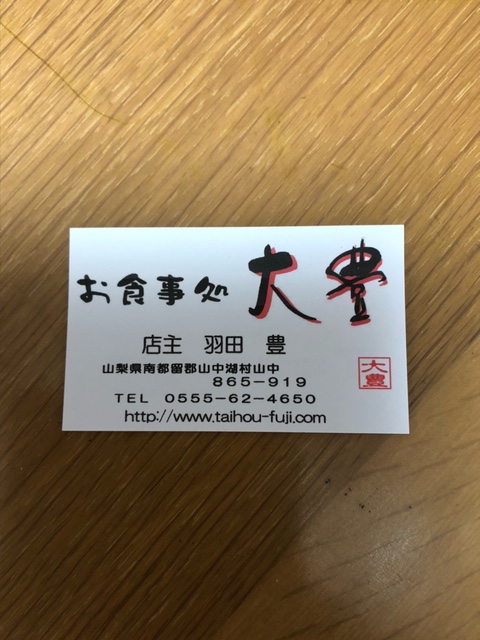 お食事処 大豊
店主 羽田 豊
山梨県南都留郡山中湖村山中
865-919
大豊
TEL 0555-62-4650
http://www.taihou-fuji.com